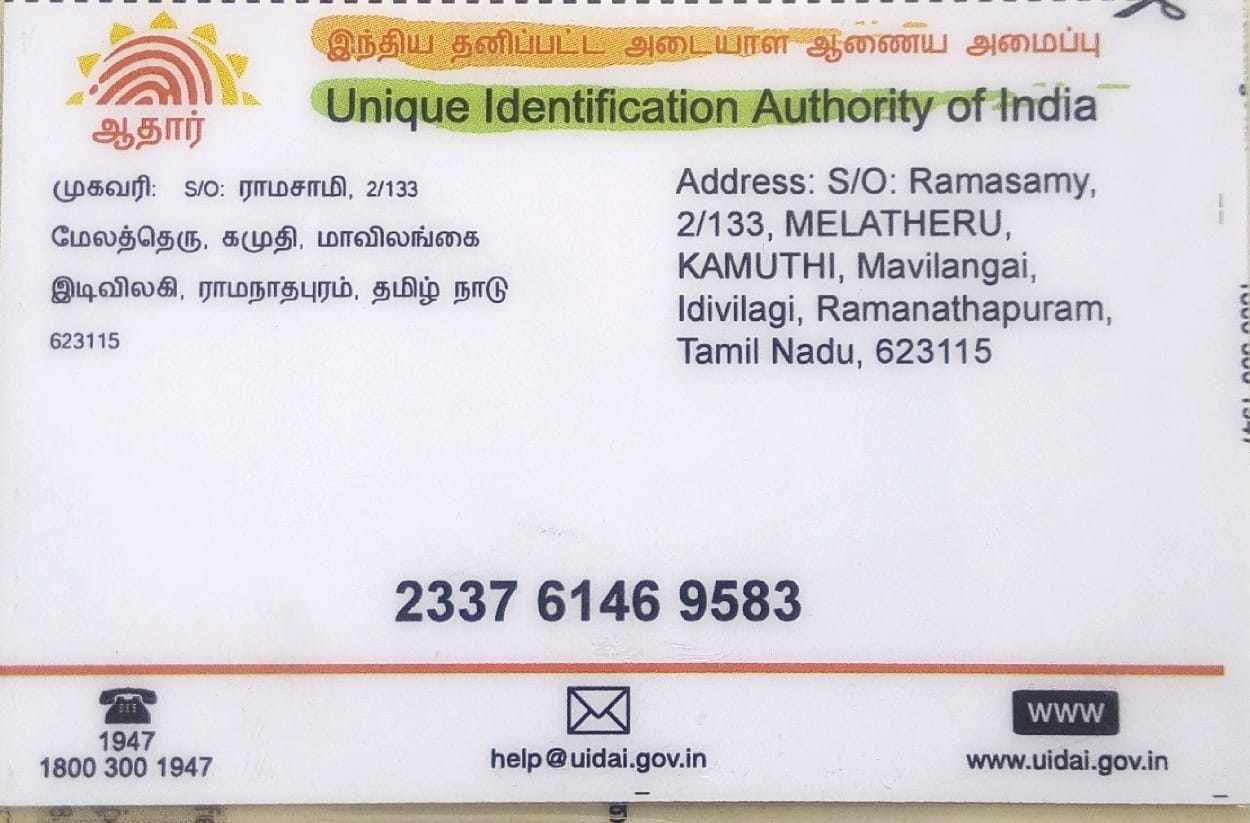 இந்திய தனிப்பட்ட அடையாள ஆணைய அமைப்பு
Unique Identification Authority of India
ஆதார்
முகவரி: S/O: ராமசாமி, 2/133
மேலத்தெரு, கமுதி, மாவிலங்கை
இடிவிலகி, ராமநாதபுரம், தமிழ் நாடு
623115
Address: S/O: Ramasamy,
2/133, MELATHERU,
KAMUTHI, Mavilangai,
Idivilagi, Ramanathapuram,
Tamil Nadu, 623115
2337 6146 9583
1947
1800 300 1947
help@uidai.gov.in
WWW
www.uidai.gov.in